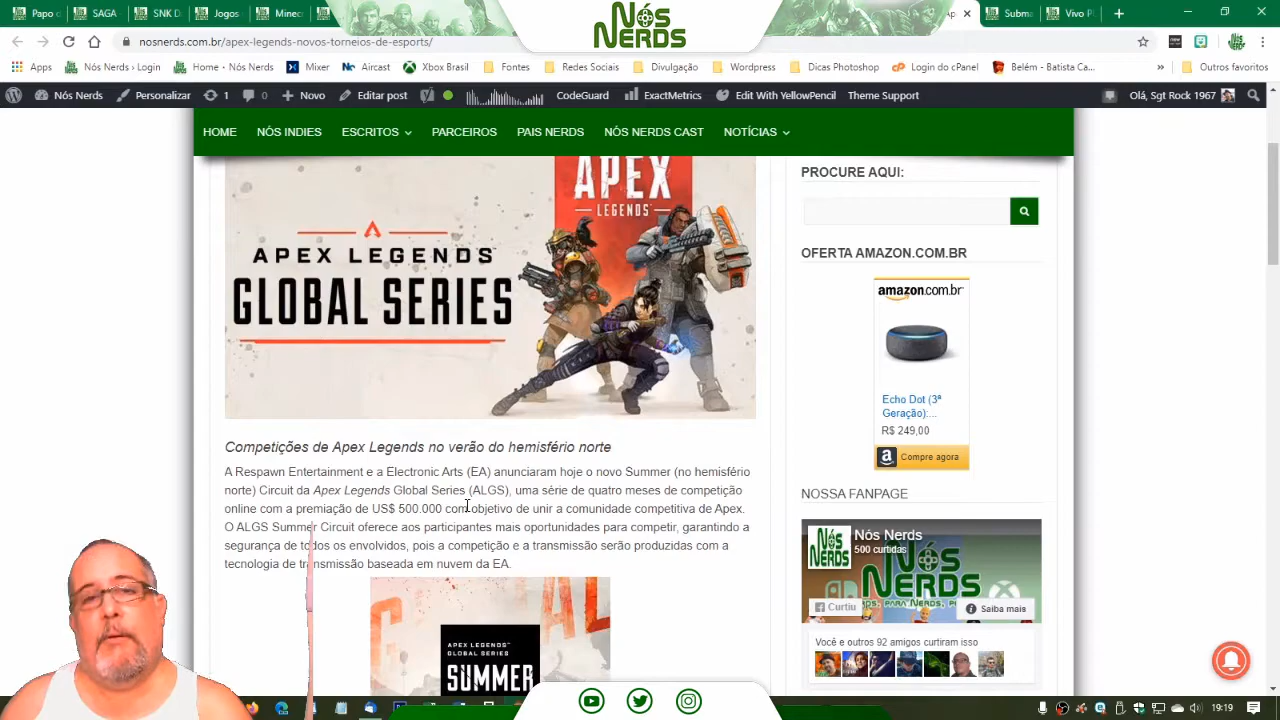 Papo d
SAGA
SNK D
Jogos
Minec
NÓS NERDS
Ap
Subm
Vivo F
nosnerds.com.br/apex-legends-novos-torneios-de-esports/
Apps
Nós Nerds › Login
Home - Nós Nerds
Mixer
Aircast
Xbox Brasil
Fontes
Redes Sociais
Divulgação
Wordpress
Dicas Photoshop
Login do cPanel
Belém - Batista Ca...
Outros favoritos
Nós Nerds
Personalizar
1
0
Novo
Editar post
CodeGuard
ExactMetrics
Edit With YellowPencil
Theme Support
Olá, Sgt Rock 1967
HOME
NÓS INDIES
ESCRITOS
PARCEIROS
PAIS NERDS
NÓS NERDS CAST
NOTÍCIAS
APEX
LEGENDS™
APEX LEGENDS™
GLOBAL SERIES
Competições de Apex Legends no verão do hemisfério norte
A Respawn Entertainment e a Electronic Arts (EA) anunciaram hoje o novo Summer (no hemisfério
norte) Circuit da Apex Legends Global Series (ALGS), uma série de quatro meses de competição
online com a premiação de US$ 500.000 com objetivo de unir a comunidade competitiva de Apex.
O ALGS Summer Circuit oferece aos participantes mais oportunidades para competir, garantindo a
segurança de todos os envolvidos, pois a competição e a transmissão serão produzidas com a
tecnologia de transmissão baseada em nuvem da EA.
APEX LEGENDS™
GLOBAL SERIES
SUMMER
PROCURE AQUI:
OFERTA AMAZON.COM.BR
amazon.com.br
Echo Dot (3ª
Geração):...
R$ 249,00
Compre agora
NOSSA FANPAGE
NÓS NERDS
Nós Nerds
500 curtidas
NÓS NERDS
Curtiu
Saiba mais
Você e outros 92 amigos curtiram isso
19:19